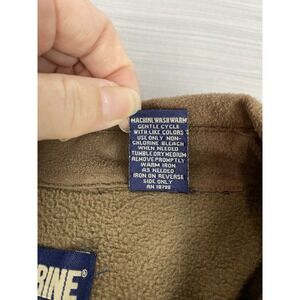 MACHINE WASH WARM
GENTLE CYCLE
WITH LIKE COLORS
USE ONLY NON-
CHLORINE BLEACH
WHEN NEEDED
TUMBLE DRY MEDIUM
REMOVE PROMPTLY
WARM IRON
AS NEEDED
IRON ON REVERSE
SIDE ONLY
RINE®